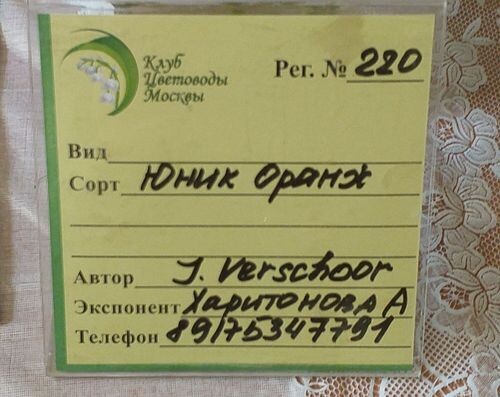 Клуб
Цветоводы
Москвы
Рег. № 220
Вид
Сорт Юник Оранж
Автор J. Verschoor
Экспонент Харитонова А
Телефон 89175347791